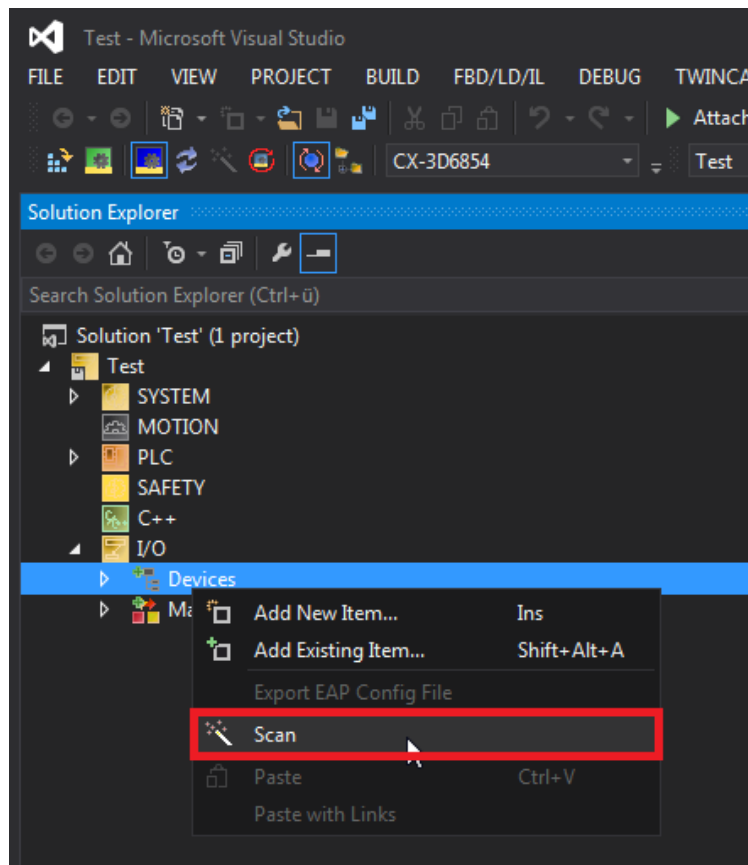 Test - Microsoft Visual Studio
FILE EDIT VIEW PROJECT BUILD FBD/LD/IL DEBUG TWINCA
Attach
CX-3D6854 Test
Solution Explorer
Search Solution Explorer (Ctrl+ü)
Solution 'Test' (1 project)
Test
SYSTEM
MOTION
PLC
SAFETY
C++
I/O
Devices
Ma
Add New Item... Ins
Add Existing Item... Shift+Alt+A
Export EAP Config File
Scan
Paste Ctrl+V
Paste with Links